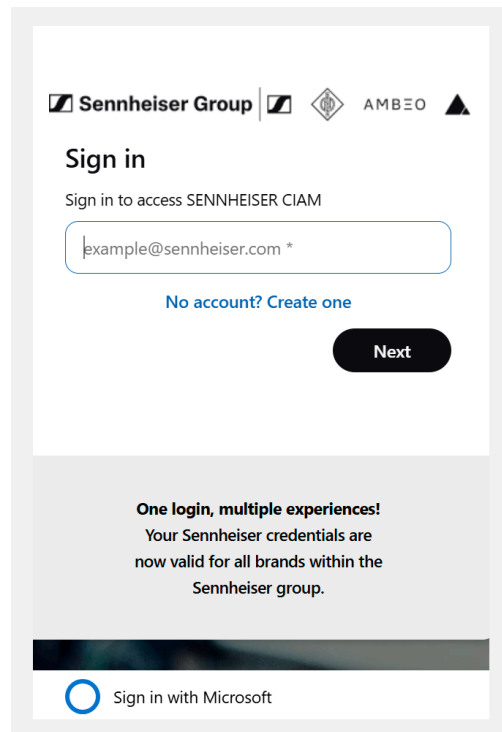 Sennheiser Group AMBEO
Sign in
Sign in to access SENNHEISER CIAM
example@sennheiser.com *
No account? Create one
Next
One login, multiple experiences!
Your Sennheiser credentials are
now valid for all brands within the
Sennheiser group.
Sign in with Microsoft